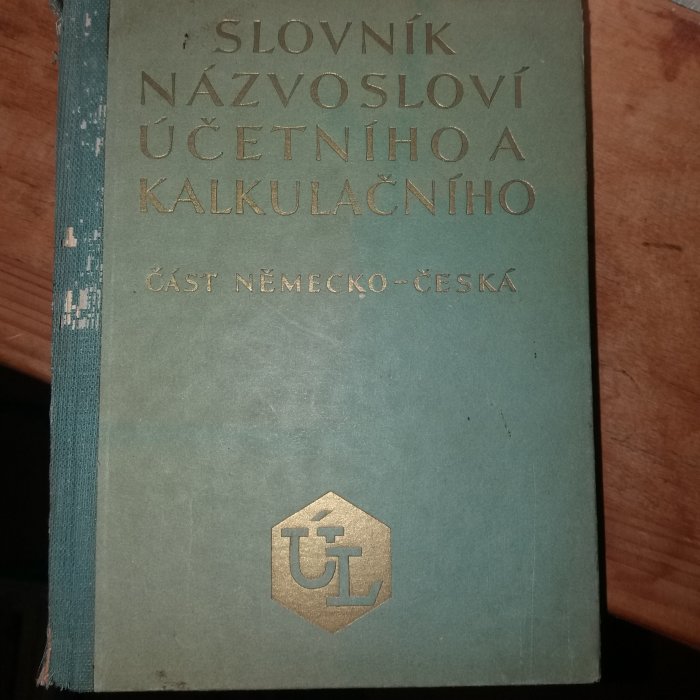 SLOVNÍK
NÁZVOSLOVÍ
ÚČETNÍHO A
KALKULAČNÍHO
ČÁST NĚMECKO-ČESKÁ
ÚL